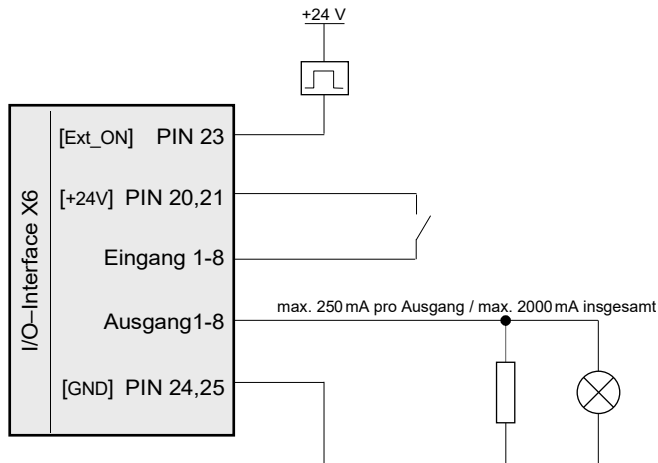 +24 V
[Ext_ON] PIN 23
[+24V] PIN 20,21
Eingang 1-8
max. 250 mA pro Ausgang / max. 2000 mA insgesamt
Ausgang1-8
[GND] PIN 24,25
I/O–Interface X6